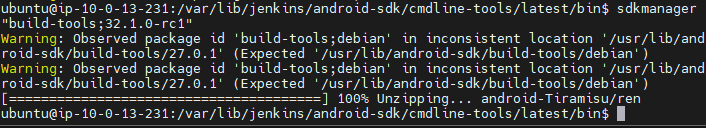 ubuntu@ip-10-0-13-231:/var/lib/jenkins/android-sdk/cmdline-tools/latest/bin$ sdkmanager
"build-tools;32.1.0-rc1"
Warning: Observed package id 'build-tools;debian' in inconsistent location '/usr/lib/and
roid-sdk/build-tools/27.0.1' (Expected '/usr/lib/android-sdk/build-tools/debian')
Warning: Observed package id 'build-tools;debian' in inconsistent location '/usr/lib/and
roid-sdk/build-tools/27.0.1' (Expected '/usr/lib/android-sdk/build-tools/debian')
[=======================================] 100% Unzipping... android-Tiramisu/ren
ubuntu@ip-10-0-13-231:/var/lib/jenkins/android-sdk/cmdline-tools/latest/bin$